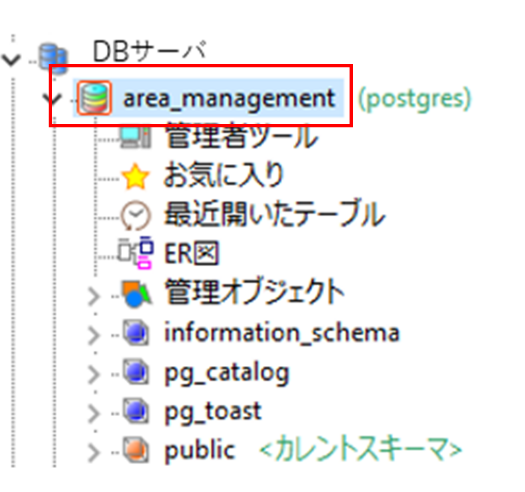 DBサーバ
area_management (postgres)
管理者ツール
お気に入り
最近開いたテーブル
ER図
管理オブジェクト
information_schema
pg_catalog
pg_toast
public <カレントスキーマ>